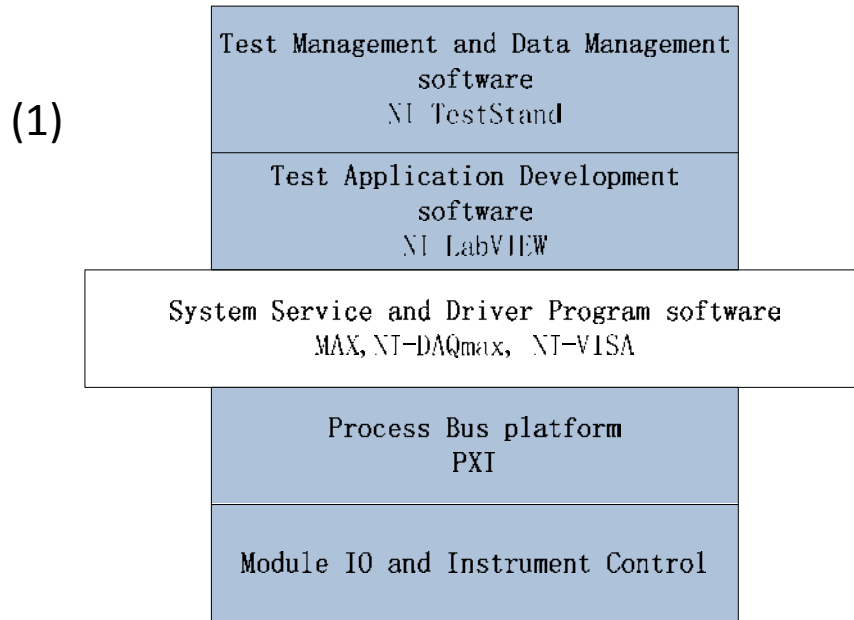 (1)
Test Management and Data Management
software
NI TestStand
Test Application Development
software
NI LabVIEW
System Service and Driver Program software
MAX,NI-DAQmax, NI-VISA
Process Bus platform
PXI
Module IO and Instrument Control